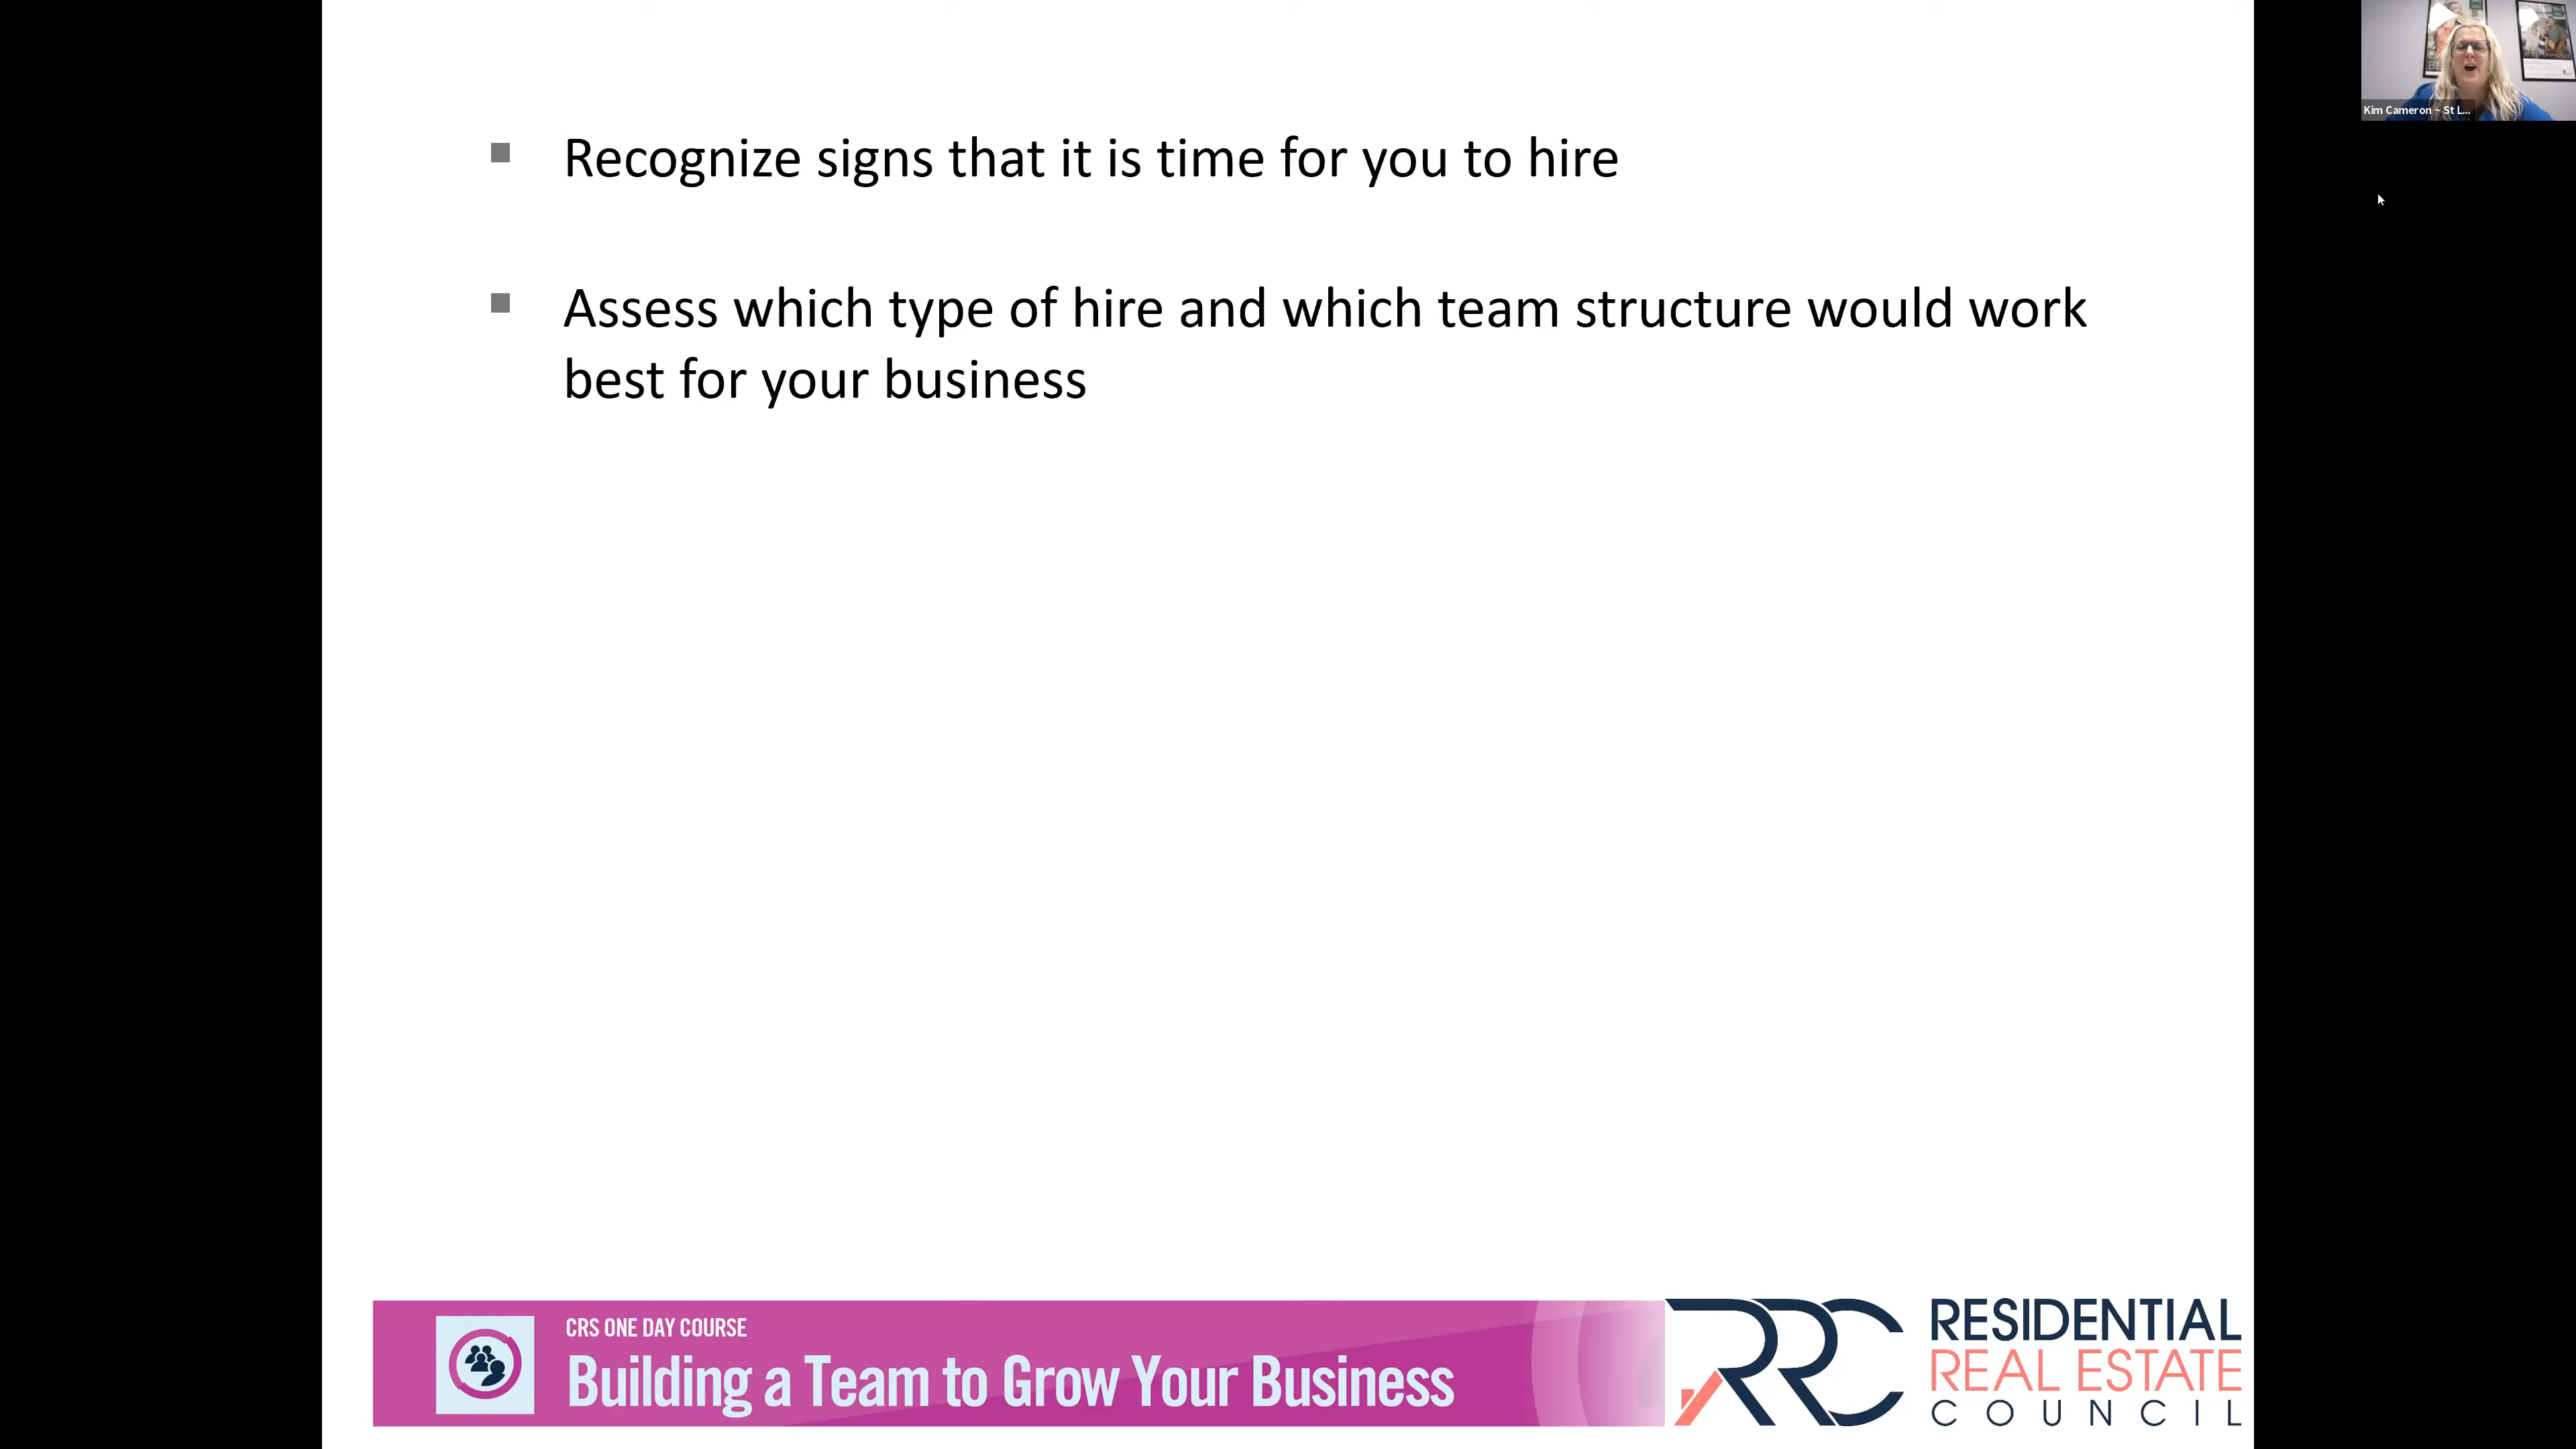 Recognize signs that it is time for you to hire
Assess which type of hire and which team structure would work
best for your business
Kim Cameron ~ St L...
CRS ONE DAY COURSE
Building a Team to Grow Your Business
RRC
RESIDENTIAL
REAL ESTATE
COUNCIL